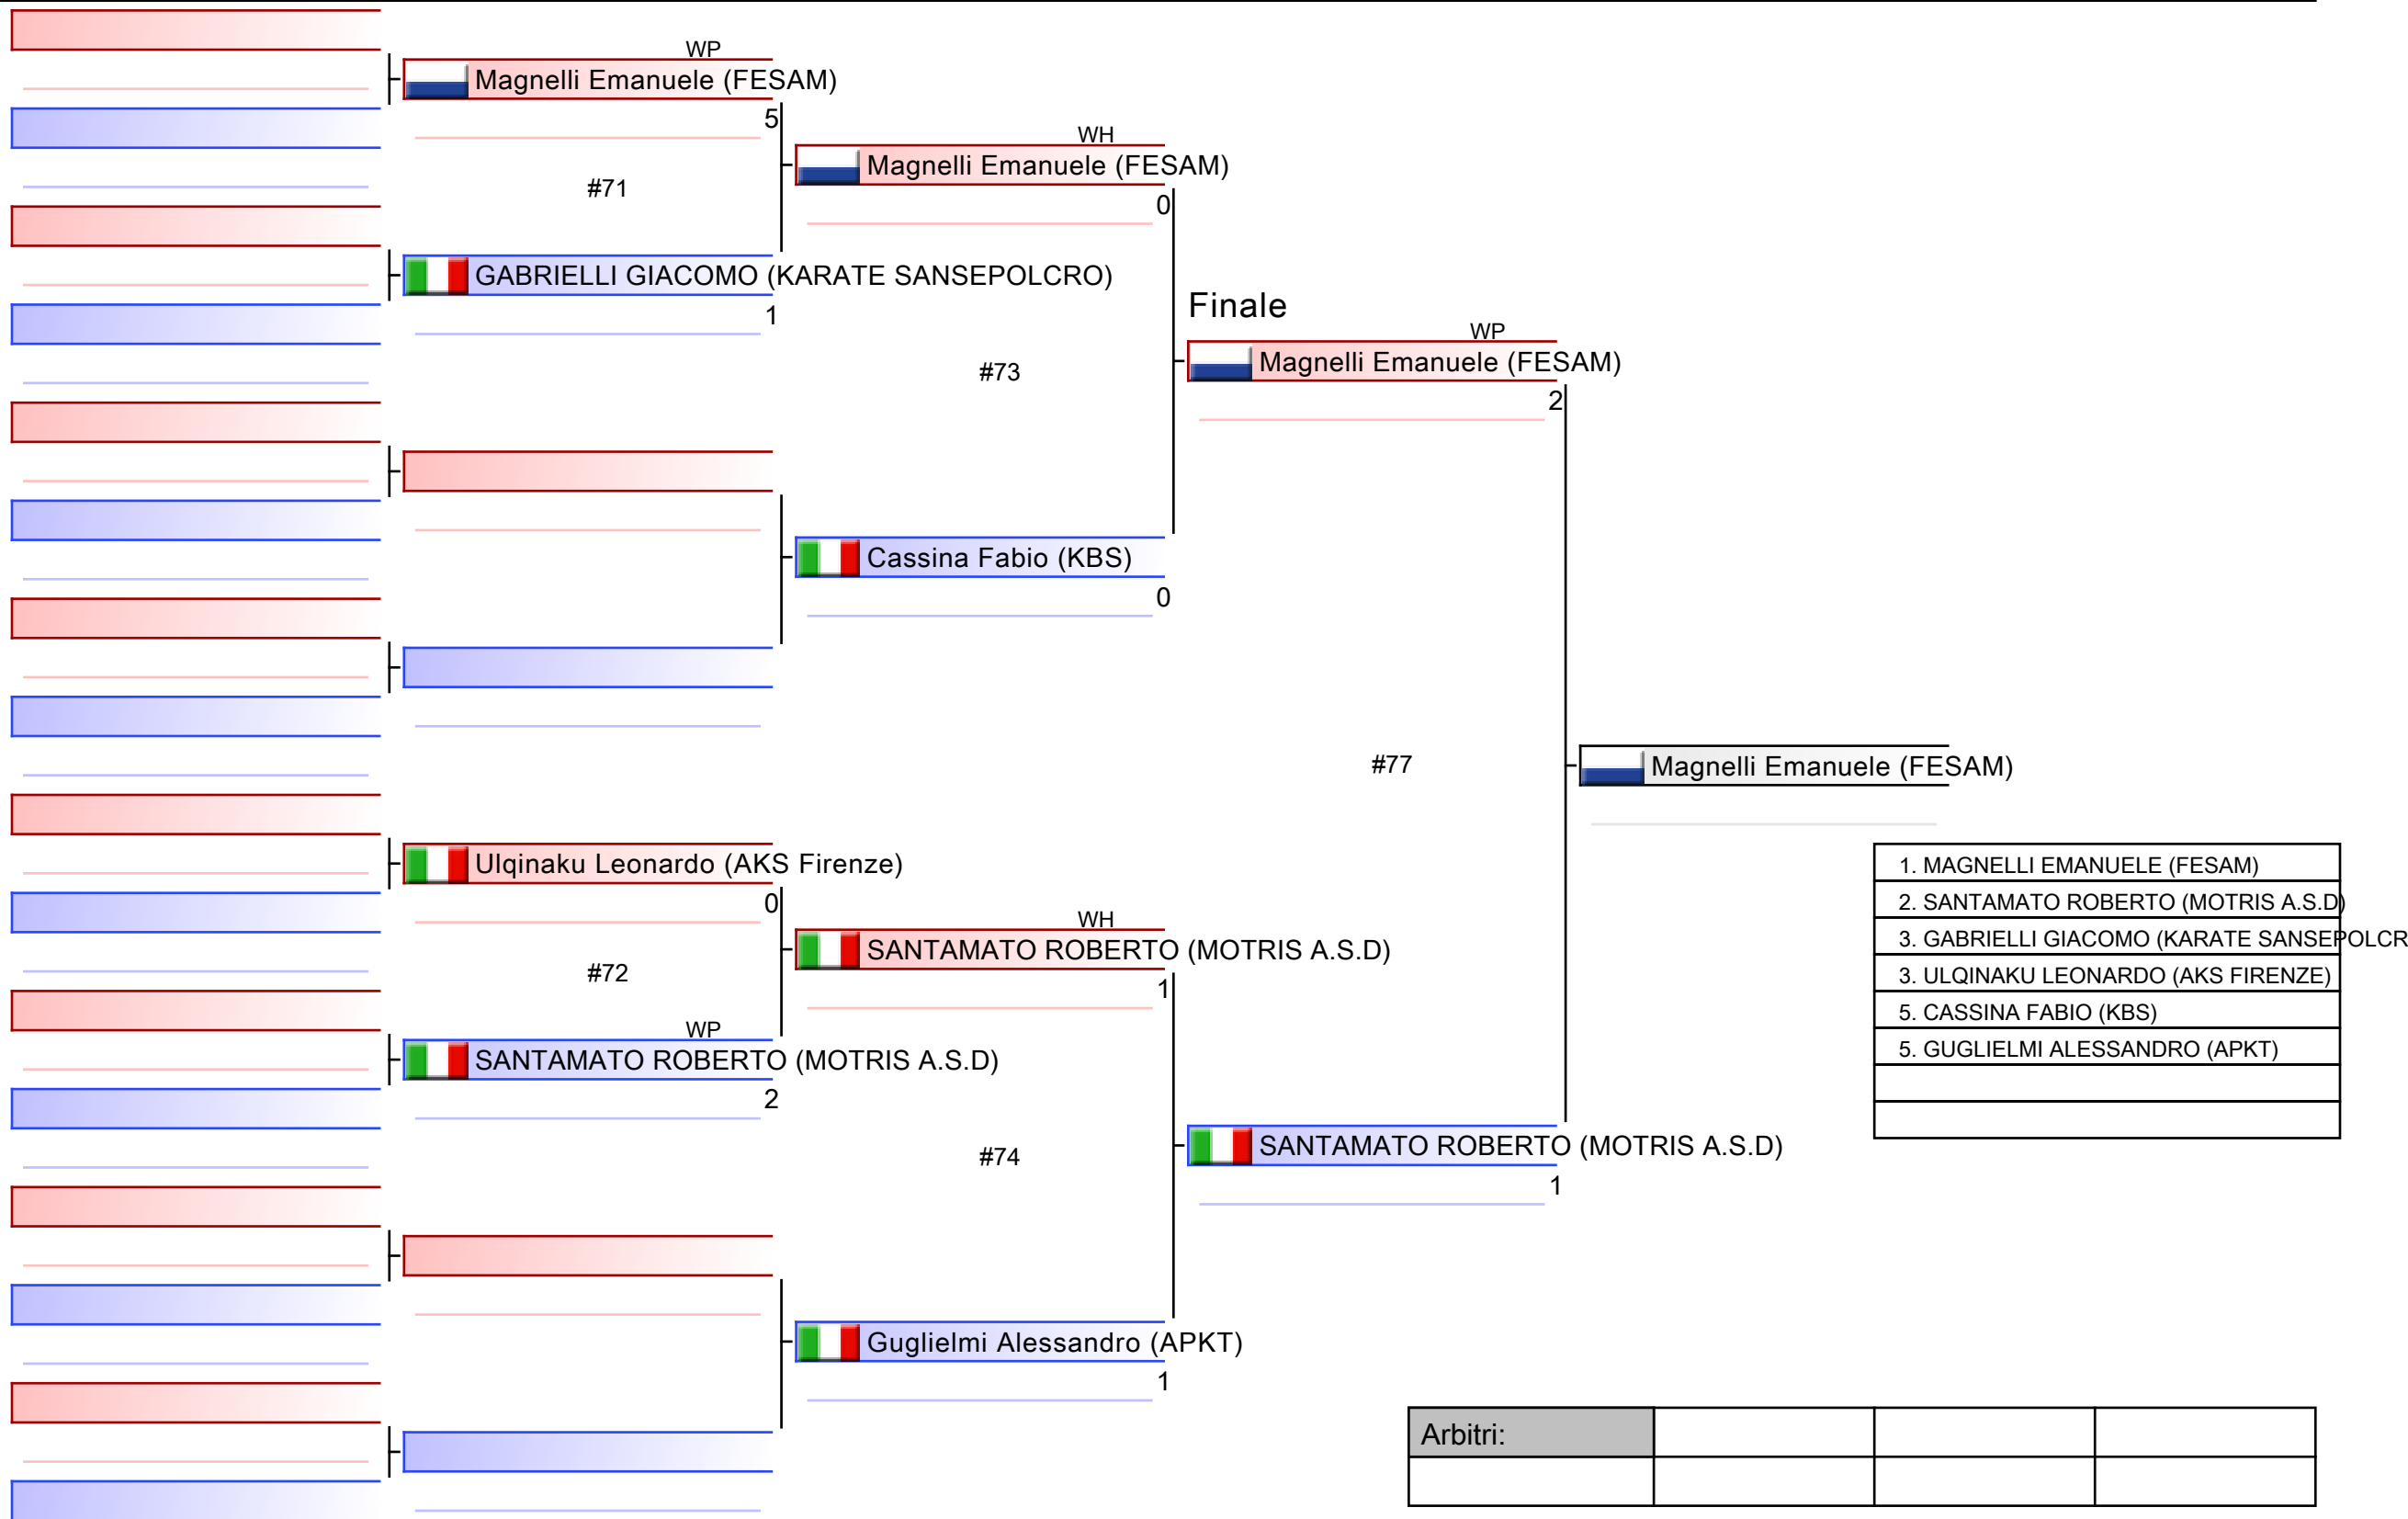 WP
Magnelli Emanuele (FESAM)
5
#71
GABRIELLI GIACOMO (KARATE SANSEPOLCRO)
1
WH
Magnelli Emanuele (FESAM)
0
#73
Cassina Fabio (KBS)
0
Finale
WP
Magnelli Emanuele (FESAM)
2
#77
Magnelli Emanuele (FESAM)
Ulqinaku Leonardo (AKS Firenze)
0
#72
WP
SANTAMATO ROBERTO (MOTRIS A.S.D)
2
WH
SANTAMATO ROBERTO (MOTRIS A.S.D)
1
#74
Guglielmi Alessandro (APKT)
1
SANTAMATO ROBERTO (MOTRIS A.S.D)
1
1. MAGNELLI EMANUELE (FESAM)
2. SANTAMATO ROBERTO (MOTRIS A.S.D)
3. GABRIELLI GIACOMO (KARATE SANSEPOLCR
3. ULQINAKU LEONARDO (AKS FIRENZE)
5. CASSINA FABIO (KBS)
5. GUGLIELMI ALESSANDRO (APKT)
Arbitri: